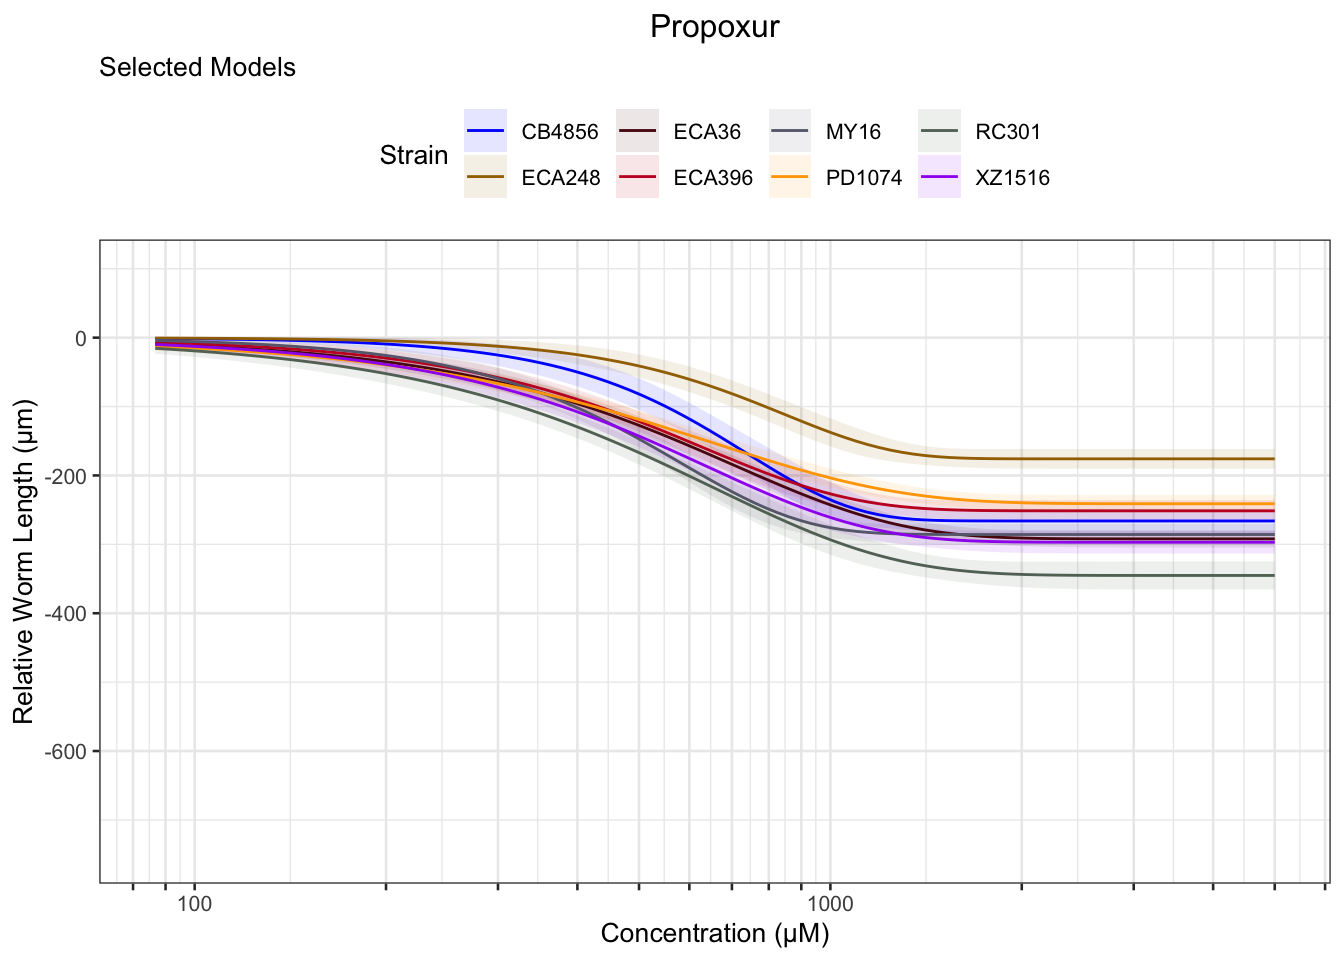 Propoxur
Selected Models
Strain
CB4856 ECA36 MY16 RC301
ECA248 ECA396 PD1074 XZ1516
Relative Worm Length (µm)
0
-200
-400
-600
100 1000
Concentration (µM)